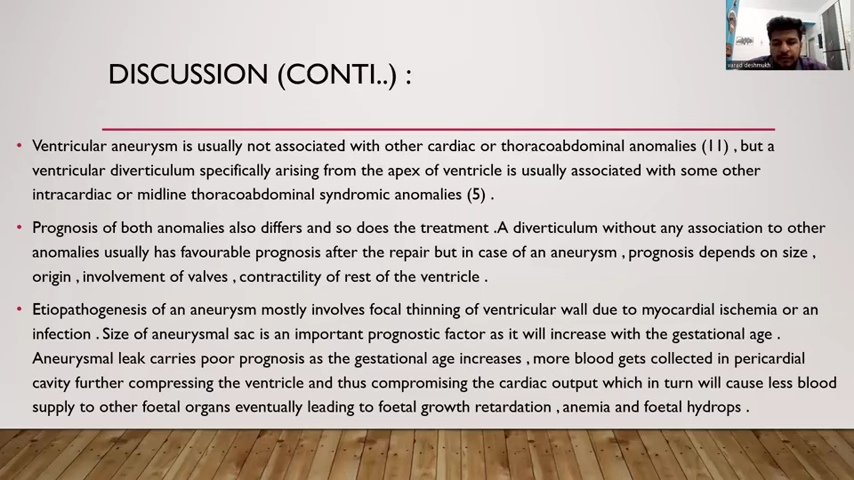 DISCUSSION (CONTI..) :
varad deshmukh
• Ventricular aneurysm is usually not associated with other cardiac or thoracoabdominal anomalies (11) , but a
ventricular diverticulum specifically arising from the apex of ventricle is usually associated with some other
intracardiac or midline thoracoabdominal syndromic anomalies (5) .
• Prognosis of both anomalies also differs and so does the treatment .A diverticulum without any association to other
anomalies usually has favourable prognosis after the repair but in case of an aneurysm , prognosis depends on size ,
origin , involvement of valves , contractility of rest of the ventricle .
• Etiopathogenesis of an aneurysm mostly involves focal thinning of ventricular wall due to myocardial ischemia or an
infection . Size of aneurysmal sac is an important prognostic factor as it will increase with the gestational age .
Aneurysmal leak carries poor prognosis as the gestational age increases , more blood gets collected in pericardial
cavity further compressing the ventricle and thus compromising the cardiac output which in turn will cause less blood
supply to other foetal organs eventually leading to foetal growth retardation , anemia and foetal hydrops .